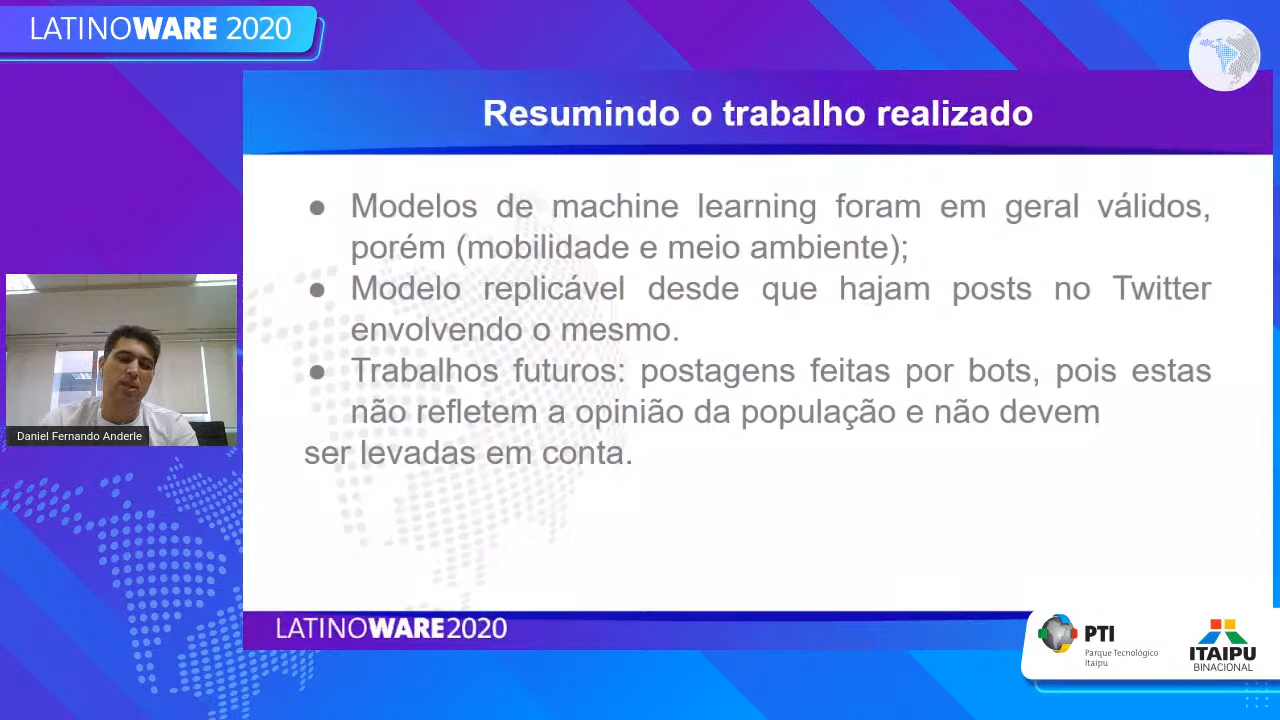 LATINOWARE 2020
Resumindo o trabalho realizado
● Modelos de machine learning foram em geral válidos,
porém (mobilidade e meio ambiente);
● Modelo replicável desde que hajam posts no Twitter
envolvendo o mesmo.
● Trabalhos futuros: postagens feitas por bots, pois estas
não refletem a opinião da população e não devem
ser levadas em conta.
Daniel Fernando Anderle
LATINOWARE2020
PTI
Parque Tecnológico
Itaipu
ITAIPU
BINACIONAL